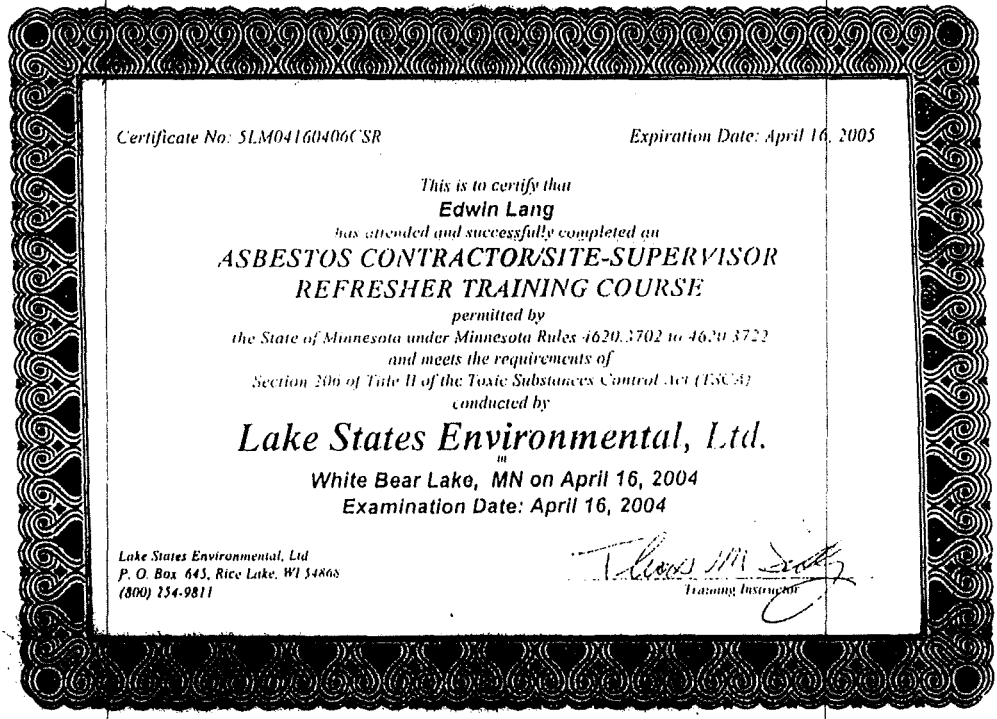 Certificate No: 5LM04160406CSR
Expiration Date: April 16, 2005
This is to certify that
Edwin Lang
has attended and successfully completed an
ASBESTOS CONTRACTOR/SITE-SUPERVISOR
REFRESHER TRAINING COURSE
permitted by
the State of Minnesota under Minnesota Rules 4620.3702 to 4620.3722
and meets the requirements of
Section 206 of Title II of the Toxic Substances Control Act (TSCA)
conducted by
Lake States Environmental, Ltd.
in
White Bear Lake, MN on April 16, 2004
Examination Date: April 16, 2004
Lake States Environmental, Ltd
P. O. Box 645, Rice Lake, WI 54868
(800) 254-9811
Training Instructor